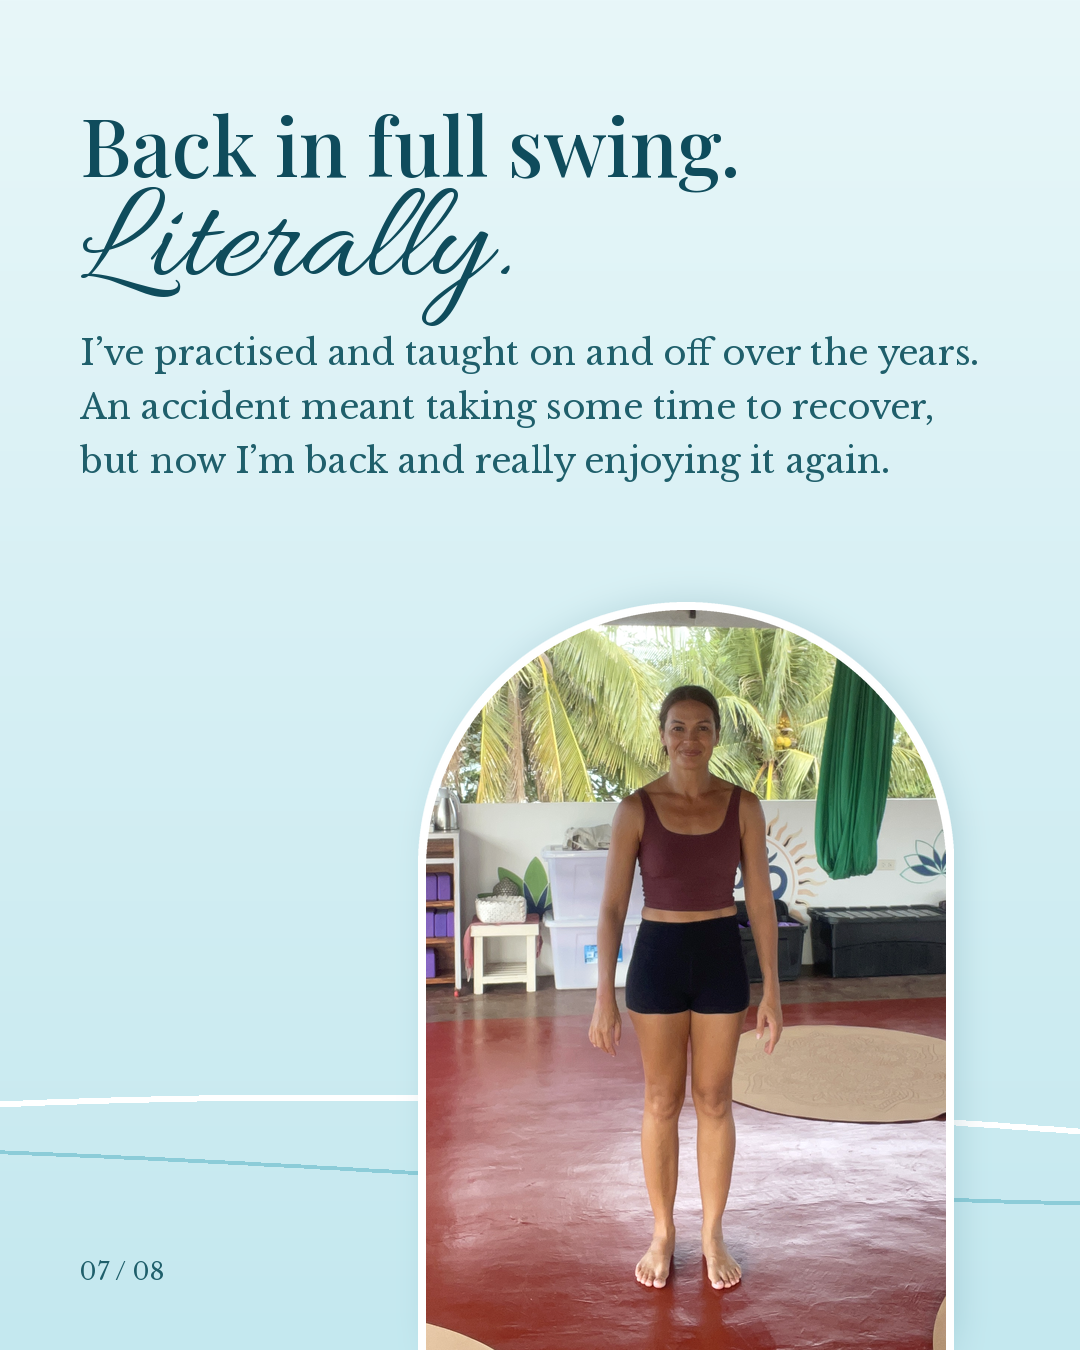 Back in full swing.
Literally.
I’ve practised and taught on and off over the years.
An accident meant taking some time to recover,
but now I’m back and really enjoying it again.
07 / 08